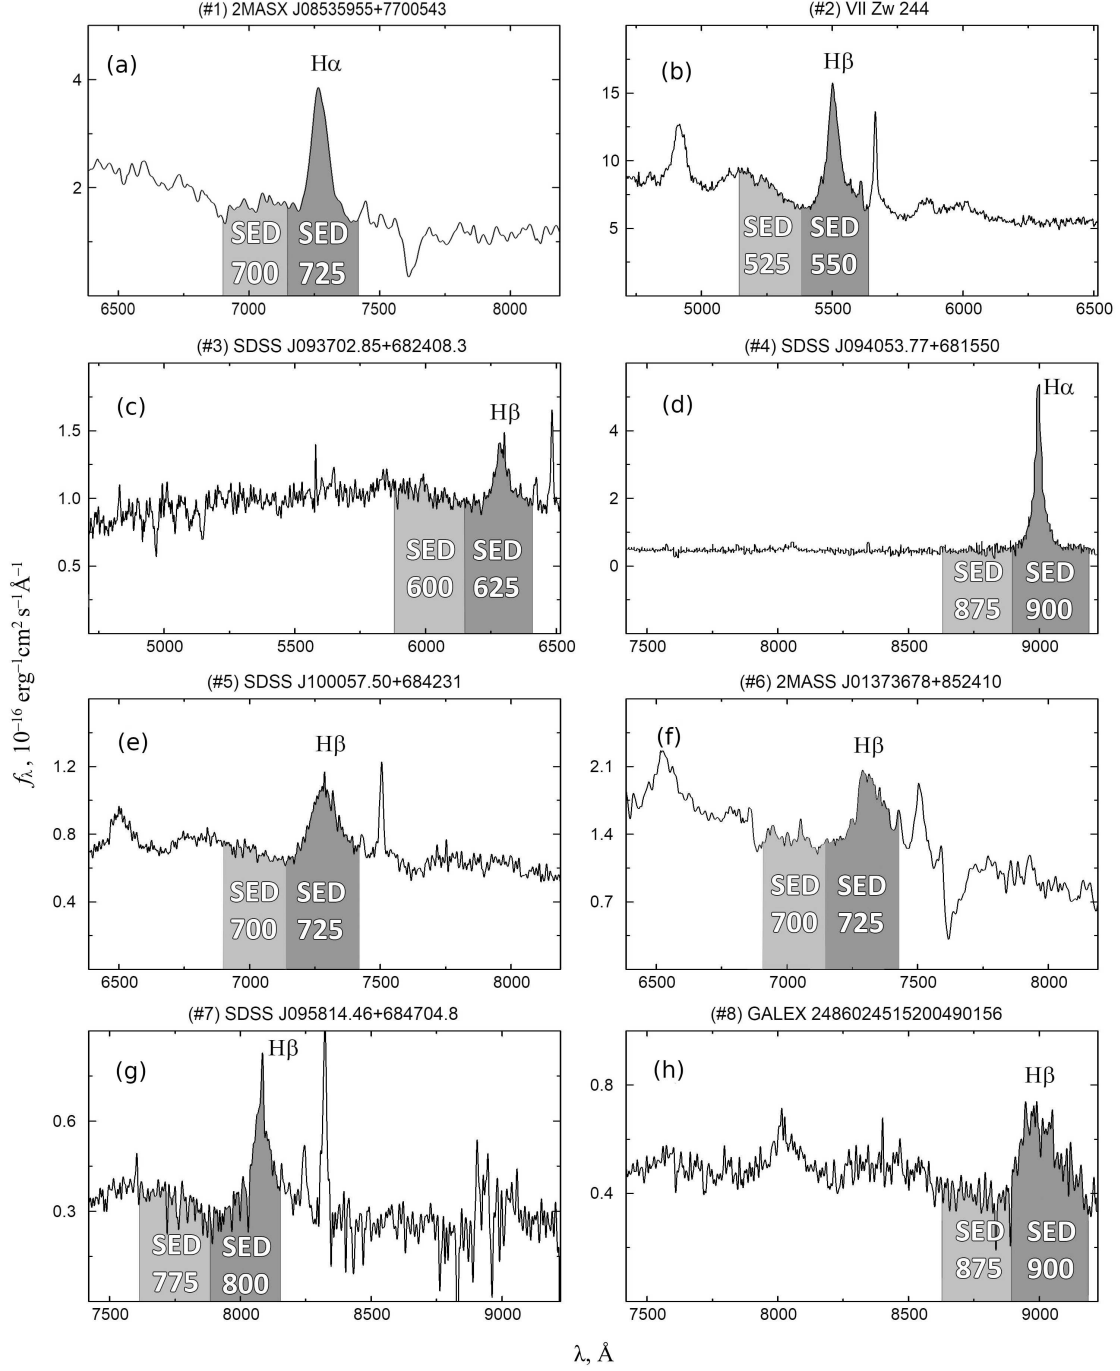 (#1) 2MASX J08535955+7700543
(#2) VII Zw 244
(a)
Hα
4
2
SED
700
SED
725
6500
7000
7500
8000
(b)
Hβ
15
10
5
SED
525
SED
550
5000
5500
6000
6500
(#3) SDSS J093702.85+682408.3
(#4) SDSS J094053.77+681550
(c)
Hβ
1.5
1.0
0.5
SED
600
SED
625
5000
5500
6000
6500
(d)
Hα
4
2
0
SED
875
SED
900
7500
8000
8500
9000
(#5) SDSS J100057.50+684231
(#6) 2MASS J01373678+852410
(e)
Hβ
1.2
0.8
0.4
SED
700
SED
725
6500
7000
7500
8000
(f)
Hβ
2.1
1.4
0.7
SED
700
SED
725
6500
7000
7500
8000
(#7) SDSS J095814.46+684704.8
(#8) GALEX 2486024515200490156
(g)
Hβ
0.6
0.3
SED
775
SED
800
7500
8000
8500
9000
(h)
Hβ
0.8
0.4
SED
875
SED
900
7500
8000
8500
9000
fλ, 10⁻¹⁶ erg⁻¹cm² s⁻¹Å⁻¹
λ, Å